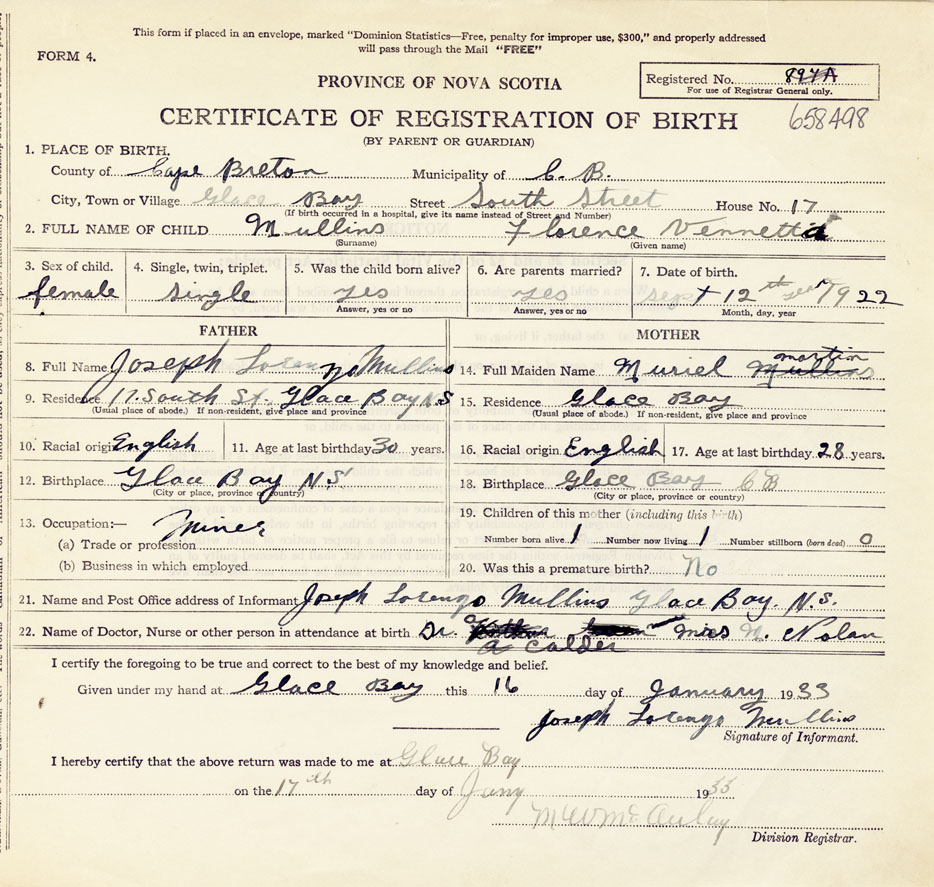 This form if placed in an envelope, marked "Dominion Statistics—Free, penalty for improper use, $300," and properly addressed
will pass through the Mail "FREE"
FORM 4.
Registered No. 897A
For use of Registrar General only.
PROVINCE OF NOVA SCOTIA
CERTIFICATE OF REGISTRATION OF BIRTH
658498
(BY PARENT OR GUARDIAN)
1. PLACE OF BIRTH.
County of Cape Breton Municipality of C. B.
City, Town or Village Glace Bay Street South Street House No. 17
(If birth occurred in a hospital, give its name instead of Street and Number)
2. FULL NAME OF CHILD Mullins Florence Vennetta
(Surname) (Given name)
3. Sex of child. 4. Single, twin, triplet. 5. Was the child born alive? 6. Are parents married? 7. Date of birth.
female single yes yes sept 12th year 1922
Answer, yes or no Answer, yes or no Month, day, year
FATHER MOTHER
8. Full Name Joseph Lorenzo Mullins 14. Full Maiden Name Muriel Mullins martin
9. Residence 17 South St. Glace Bay N.S 15. Residence Glace Bay
(Usual place of abode.) If non-resident, give place and province (Usual place of abode.) If non-resident, give place and province
10. Racial origin English 11. Age at last birthday 30 years. 16. Racial origin English 17. Age at last birthday 28 years.
12. Birthplace Glace Bay N.S 18. Birthplace Glace Bay C B
(City or place, province or country) (City or place, province or country)
13. Occupation:— Miner 19. Children of this mother (including this birth)
(a) Trade or profession Number born alive 1 Number now living 1 Number stillborn (born dead) 0
(b) Business in which employed 20. Was this a premature birth? No
21. Name and Post Office address of Informant Joseph Lorengo Mullins Glace Bay. N.S.
22. Name of Doctor, Nurse or other person in attendance at birth Dr. Miss N. Nolan
a Calder
I certify the foregoing to be true and correct to the best of my knowledge and belief.
Given under my hand at Glace Bay this 16 day of January 1933
Joseph Lorengo Mullins
Signature of Informant.
I hereby certify that the above return was made to me at Glace Bay
on the 17th day of Jany 1933
Division Registrar.